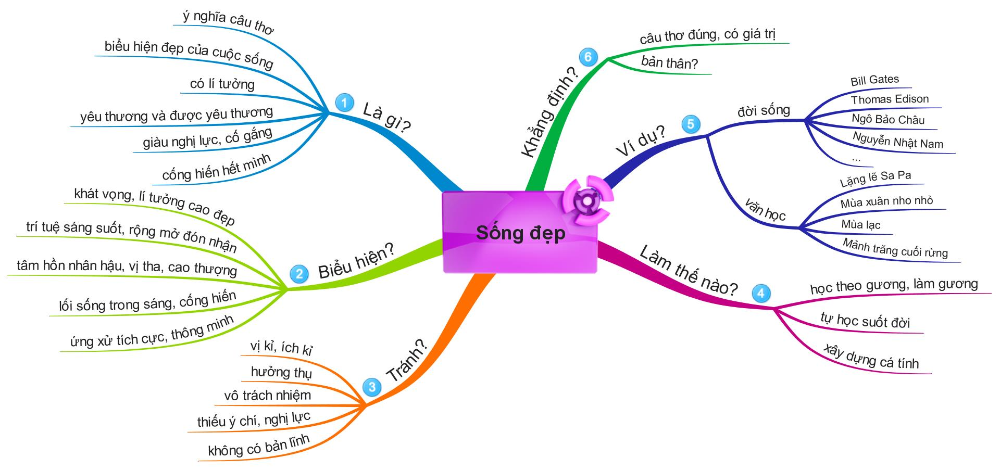 Sống đẹp
1
Là gì?
ý nghĩa câu thơ
biểu hiện đẹp của cuộc sống
có lí tưởng
yêu thương và được yêu thương
giàu nghị lực, cố gắng
cống hiến hết mình
2
Biểu hiện?
khát vọng, lí tưởng cao đẹp
trí tuệ sáng suốt, rộng mở đón nhận
tâm hồn nhân hậu, vị tha, cao thượng
lối sống trong sáng, cống hiến
ứng xử tích cực, thông minh
3
Tránh?
vị kỉ, ích kỉ
hưởng thụ
vô trách nhiệm
thiếu ý chí, nghị lực
không có bản lĩnh
4
Làm thế nào?
học theo gương, làm gương
tự học suốt đời
xây dựng cá tính
5
Ví dụ?
đời sống
Bill Gates
Thomas Edison
Ngô Bảo Châu
Nguyễn Nhật Nam
...
văn học
Lặng lẽ Sa Pa
Mùa xuân nho nhỏ
Mùa lạc
Mảnh trăng cuối rừng
6
Khẳng định?
câu thơ đúng, có giá trị
bản thân?